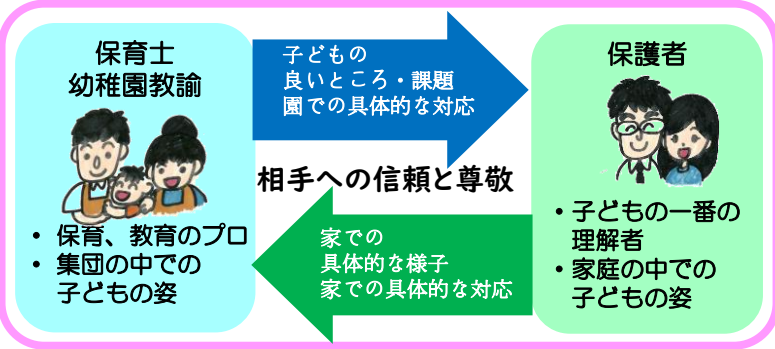 保育士
幼稚園教諭
・ 保育、教育のプロ
・ 集団の中での
子どもの姿
子どもの
良いところ・課題
園での具体的な対応
相手への信頼と尊敬
家での
具体的な様子
家での具体的な対応
保護者
・子どもの一番の
理解者
・家庭の中での
子どもの姿